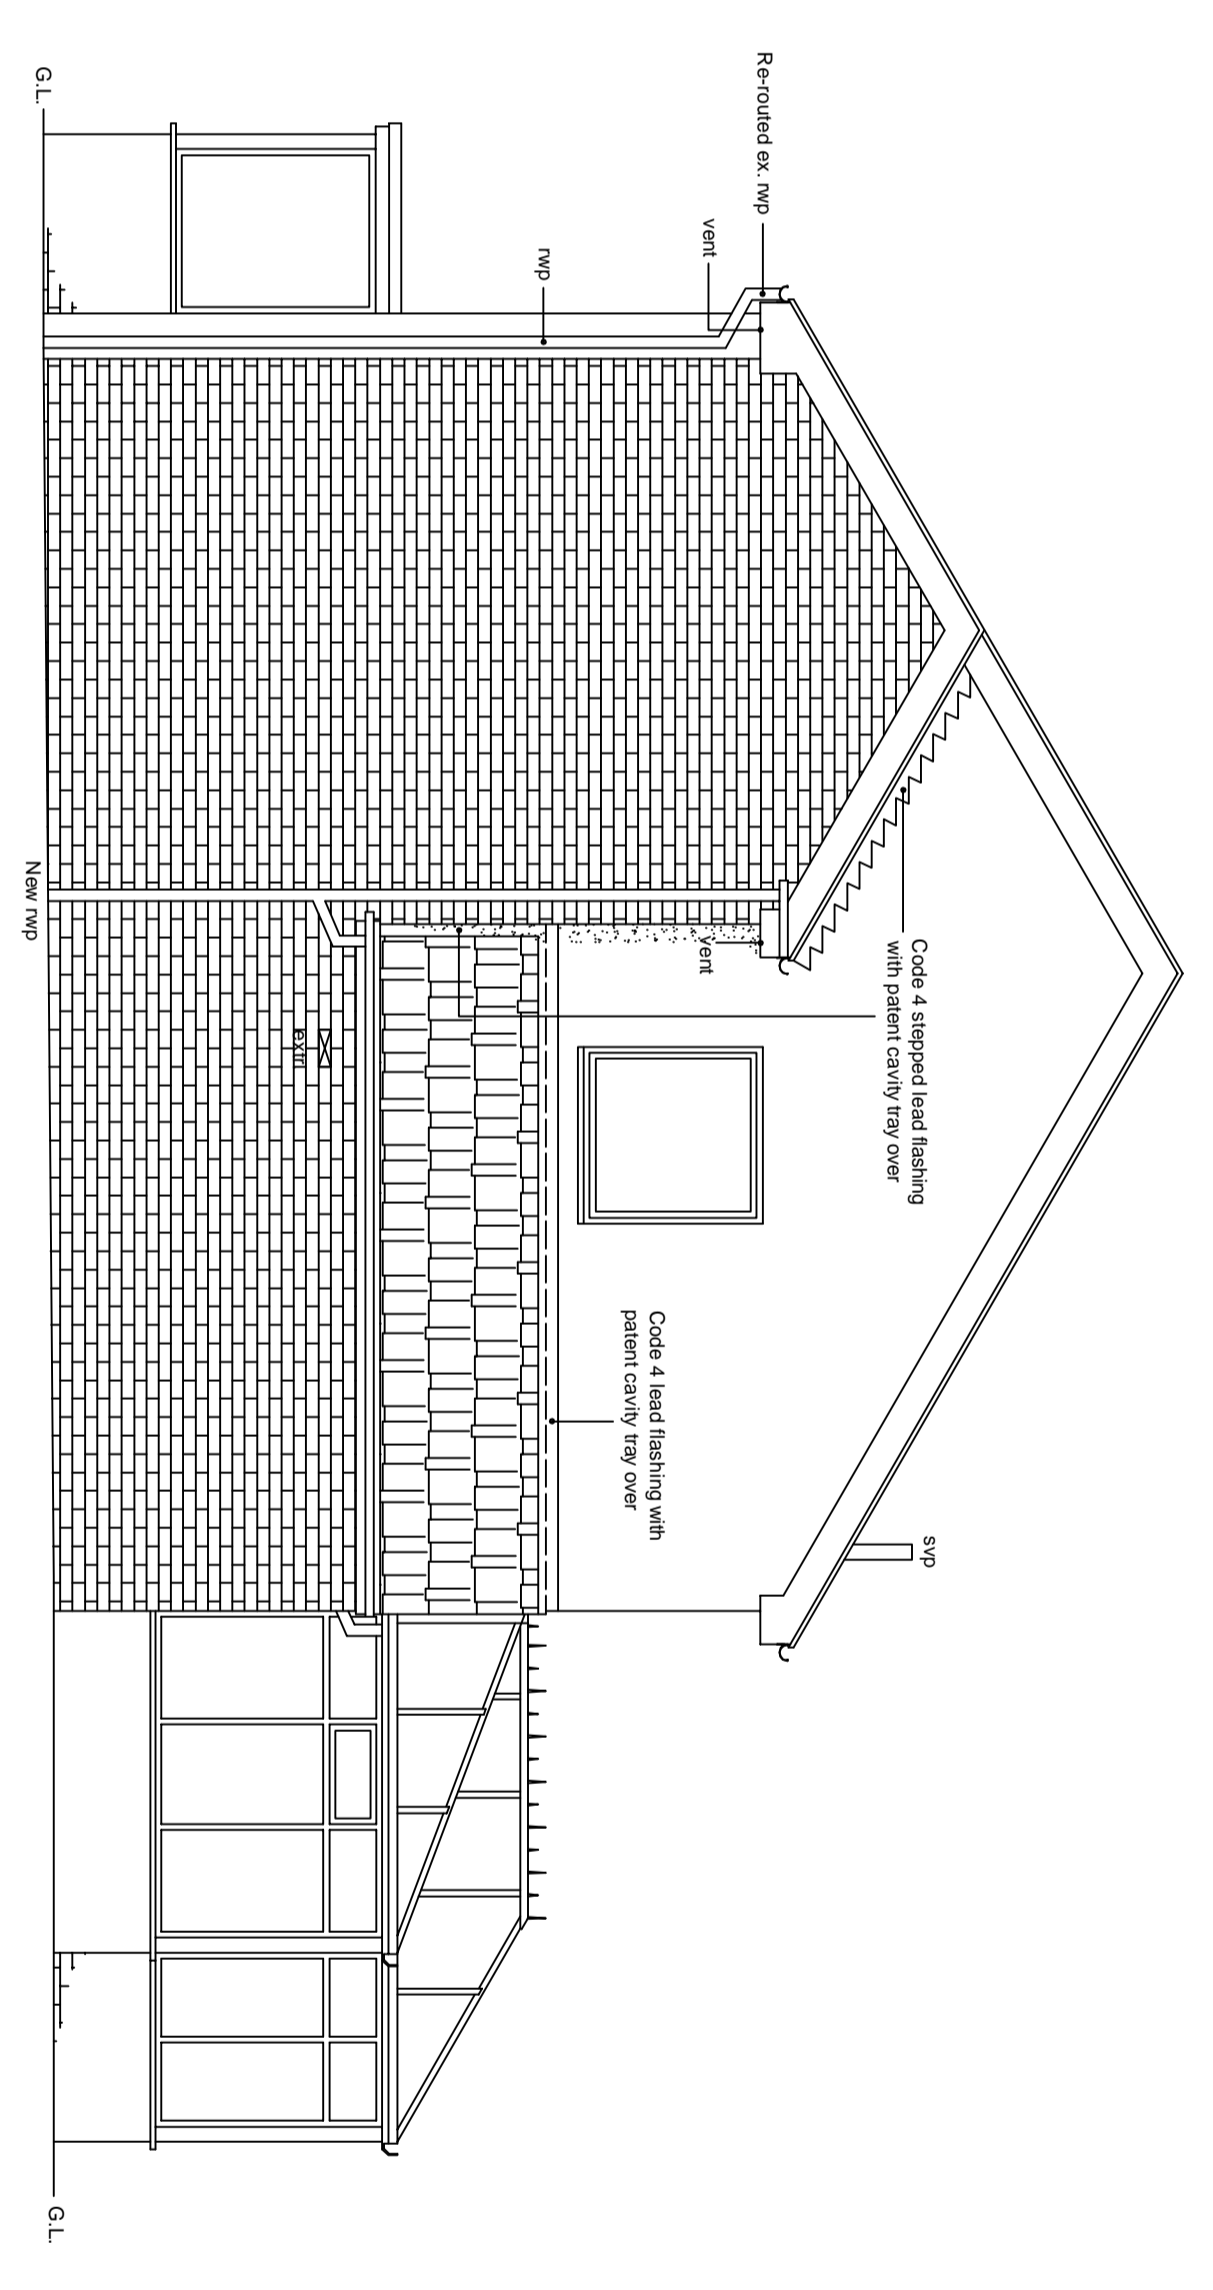 svp
Code 4 stepped lead flashing
with patent cavity tray over
Re-routed ex. rwp
vent
vent
Code 4 lead flashing with
patent cavity tray over
rwp
extr
G.L.
New rwp
G.L.